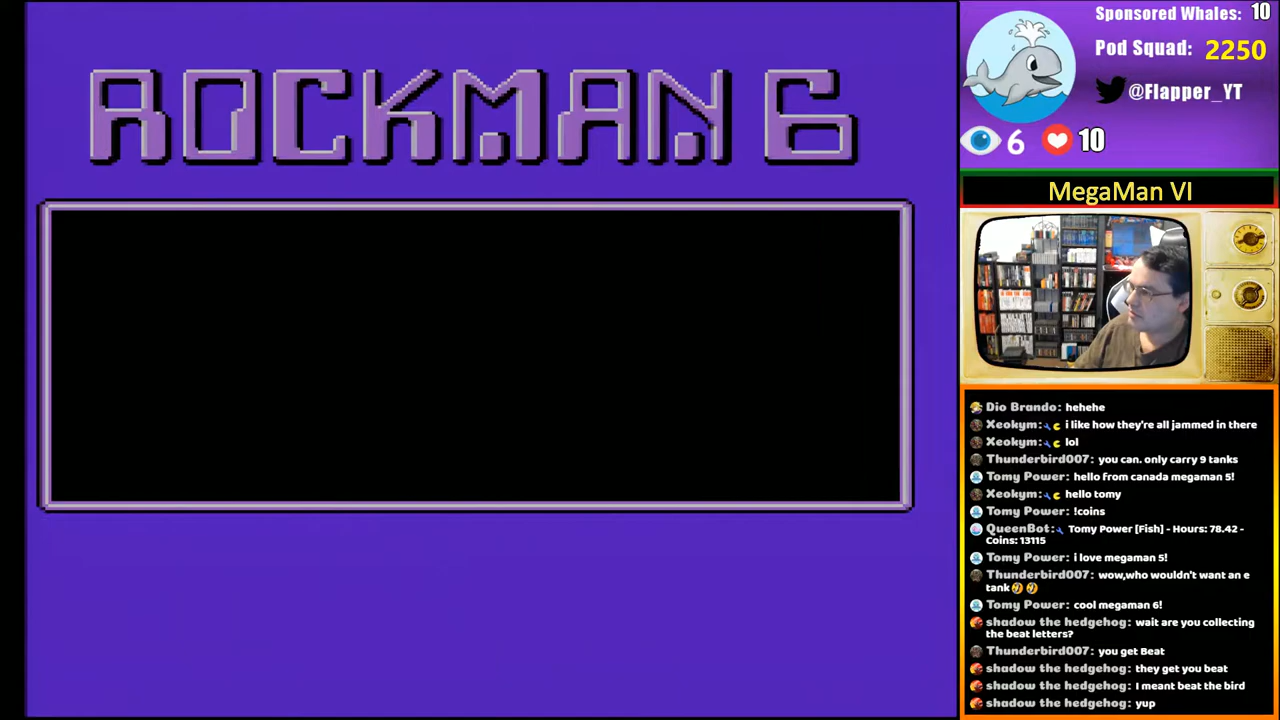 ROCKMAN 6
Sponsored Whales: 10
Pod Squad: 2250
@Flapper_YT
6 10
MegaMan VI
Dio Brando: hehehe
Xeokym: i like how they're all jammed in there
Xeokym: lol
Thunderbird007: you can. only carry 9 tanks
Tomy Power: hello from canada megaman 5!
Xeokym: hello tomy
Tomy Power: !coins
QueenBot: Tomy Power [Fish] - Hours: 78.42 -
Coins: 13115
Tomy Power: i love megaman 5!
Thunderbird007: wow,who wouldn't want an e
tank🤣🤣
Tomy Power: cool megaman 6!
shadow the hedgehog: wait are you collecting
the beat letters?
Thunderbird007: you get Beat
shadow the hedgehog: they get you beat
shadow the hedgehog: I meant beat the bird
shadow the hedgehog: yup